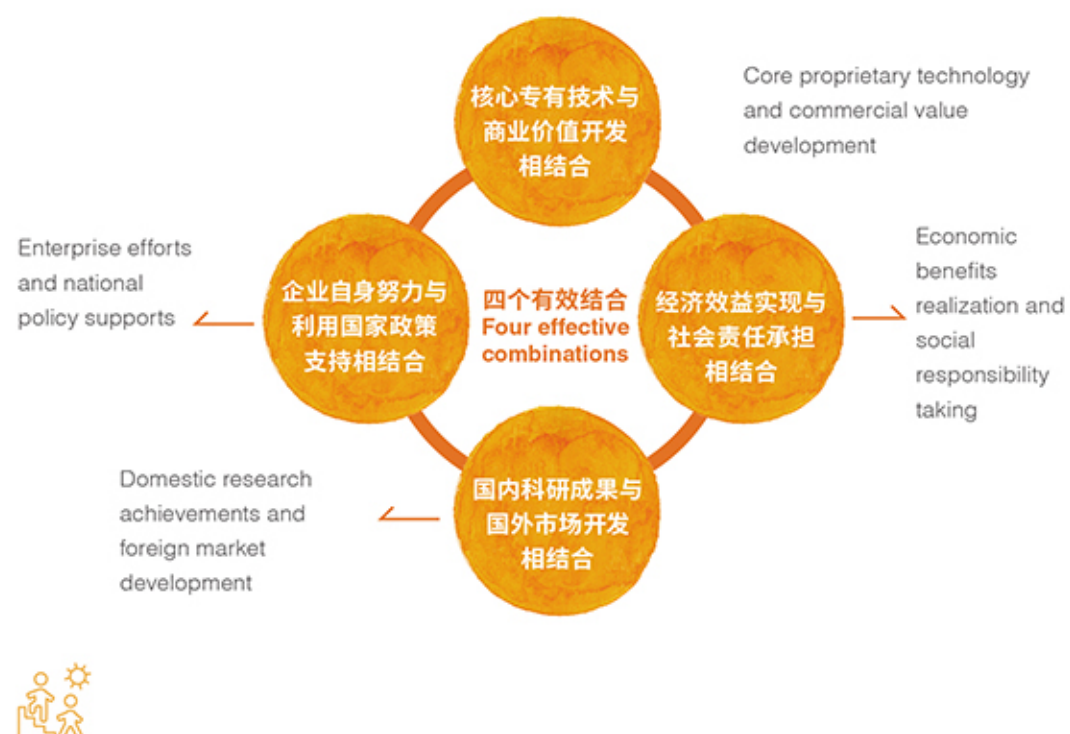 核心专有技术与
商业价值开发
相结合
Core proprietary technology
and commercial value
development
Enterprise efforts
and national
policy supports
企业自身努力与
利用国家政策
支持相结合
四个有效结合
Four effective
combinations
经济效益实现与
社会责任承担
相结合
Economic
benefits
realization and
social
responsibility
taking
国内科研成果与
国外市场开发
相结合
Domestic research
achievements and
foreign market
development